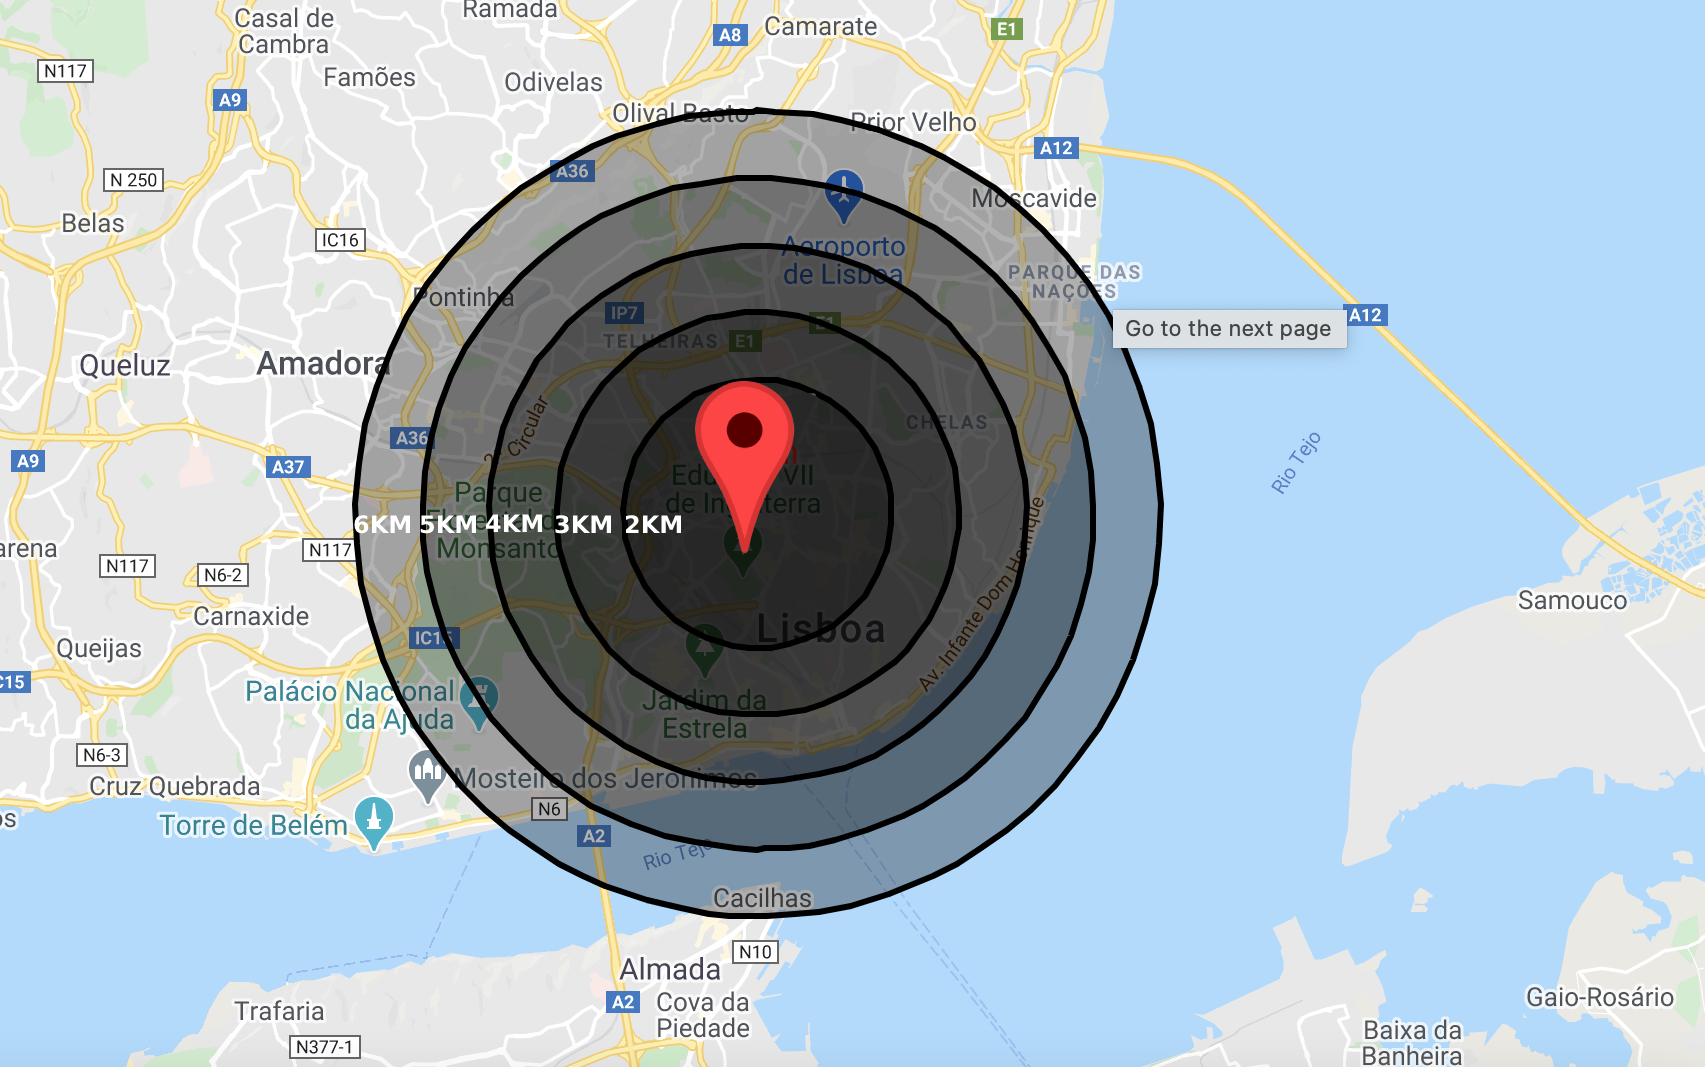 Casal de
Cambra
Ramada
A8
Camarate
E1
N117
Famões
Odivelas
A9
Olival Basto
Prior Velho
A12
A36
N 250
Moscavide
Belas
IC16
Aeroporto
de Lisboa
PARQUE DAS
NAÇÕES
Pontinha
IP7
E1
A12
Go to the next page
TELHEIRAS
E1
Queluz
Amadora
2ª Circular
CHELAS
A36
A9
A37
Rio Tejo
Parque
Florestal de
Monsanto
Eduardo VII
de Inglaterra
6KM
5KM
4KM
3KM
2KM
N117
N117
N6-2
Av. Infante Dom Henrique
Samouco
Carnaxide
Lisboa
IC15
Queijas
Palácio Nacional
da Ajuda
Jardim da
Estrela
N6-3
Cruz Quebrada
Mosteiro dos Jerónimos
N6
Torre de Belém
A2
Rio Tejo
Cacilhas
N10
Almada
A2
Cova da
Piedade
Trafaria
N377-1
Gaio-Rosário
Baixa da
Banheira